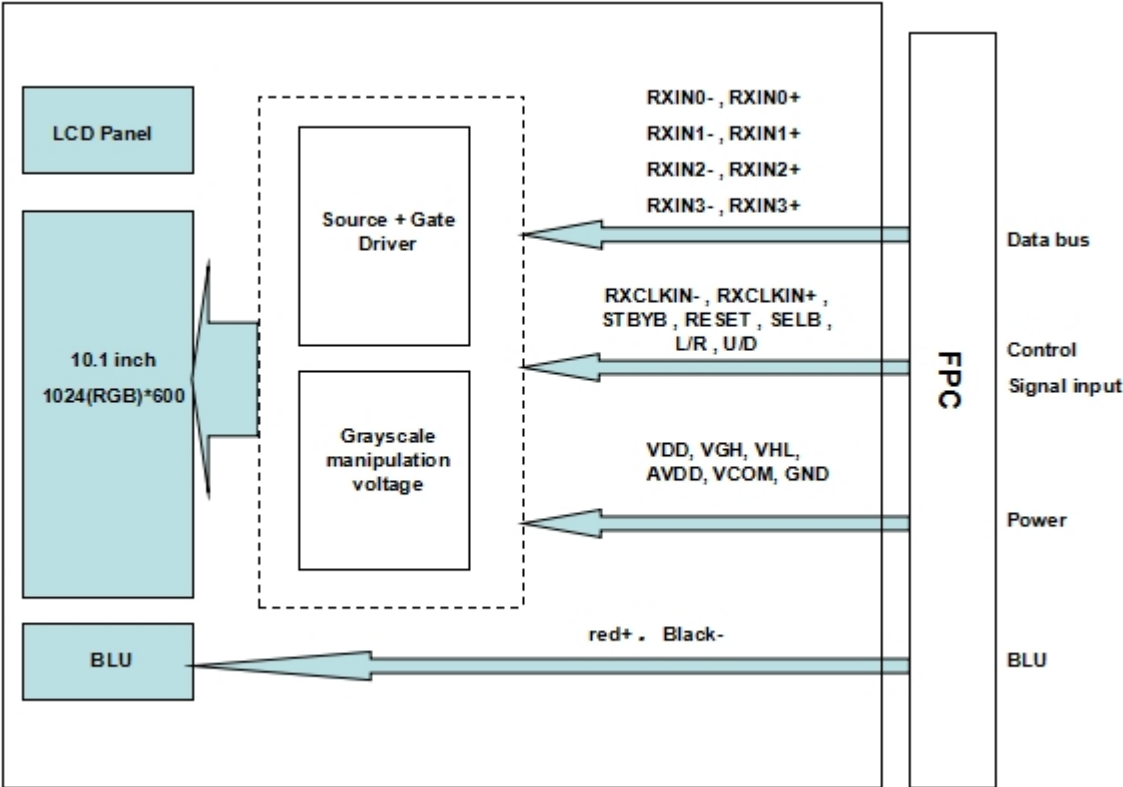 LCD Panel
10.1 inch
1024(RGB)*600
BLU
Source + Gate
Driver
Grayscale
manipulation
voltage
RXIN0- , RXIN0+
RXIN1- , RXIN1+
RXIN2- , RXIN2+
RXIN3- , RXIN3+
RXCLKIN- , RXCLKIN+ ,
STBYB , RESET , SELB ,
L/R , U/D
VDD, VGH, VHL,
AVDD, VCOM, GND
red+ . Black-
FPC
Data bus
Control
Signal input
Power
BLU